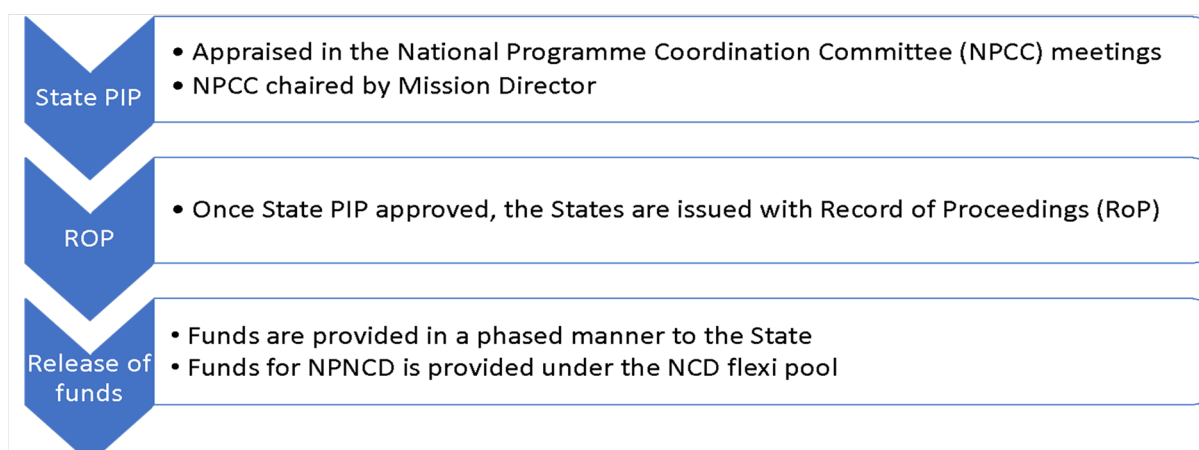 State PIP
• Appraised in the National Programme Coordination Committee (NPCC) meetings
• NPCC chaired by Mission Director
ROP
• Once State PIP approved, the States are issued with Record of Proceedings (RoP)
Release of
funds
• Funds are provided in a phased manner to the State
• Funds for NPNCD is provided under the NCD flexi pool